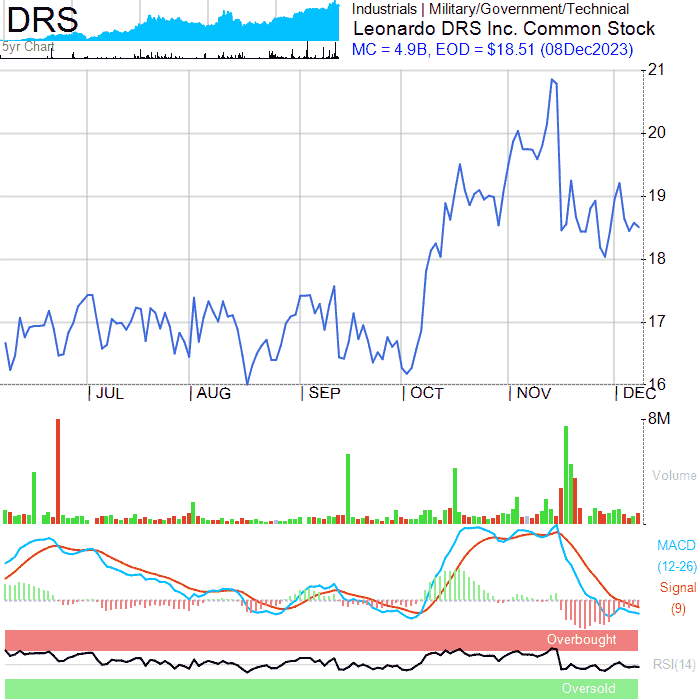 DRS
5yr Chart
Industrials | Military/Government/Technical
Leonardo DRS Inc. Common Stock
MC = 4.9B, EOD = $18.51 (08Dec2023)
21
20
19
18
17
16
JUL AUG SEP OCT NOV DEC
8M
Volume
MACD
(12-26)
Signal
(9)
Overbought
RSI(14)
Oversold